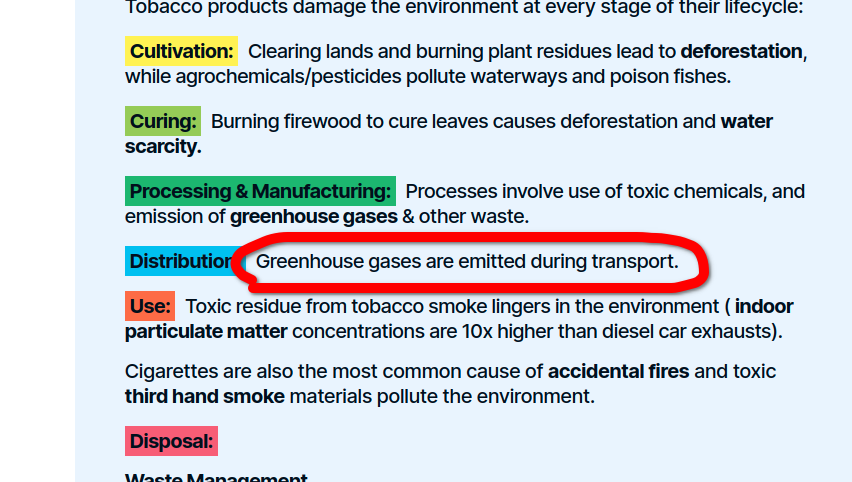 Tobacco products damage the environment at every stage of their lifecycle:
Cultivation: Clearing lands and burning plant residues lead to deforestation,
while agrochemicals/pesticides pollute waterways and poison fishes.
Curing: Burning firewood to cure leaves causes deforestation and water
scarcity.
Processing & Manufacturing: Processes involve use of toxic chemicals, and
emission of greenhouse gases & other waste.
Distribution Greenhouse gases are emitted during transport.
Use: Toxic residue from tobacco smoke lingers in the environment ( indoor
particulate matter concentrations are 10x higher than diesel car exhausts).
Cigarettes are also the most common cause of accidental fires and toxic
third hand smoke materials pollute the environment.
Disposal:
Waste Management